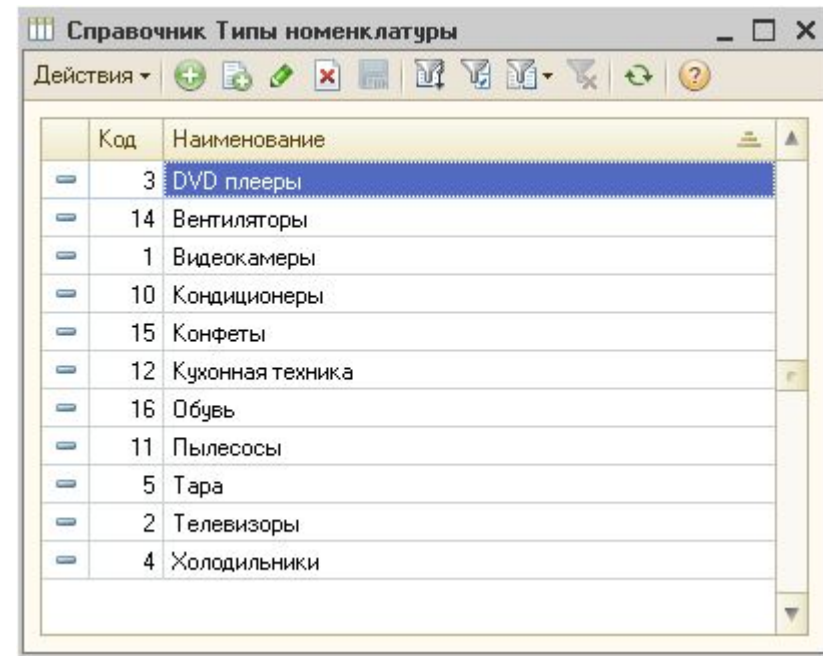 Справочник Типы номенклатуры
Действия
Код Наименование
3 DVD плееры
14 Вентиляторы
1 Видеокамеры
10 Кондиционеры
15 Конфеты
12 Кухонная техника
16 Обувь
11 Пылесосы
5 Тара
2 Телевизоры
4 Холодильники